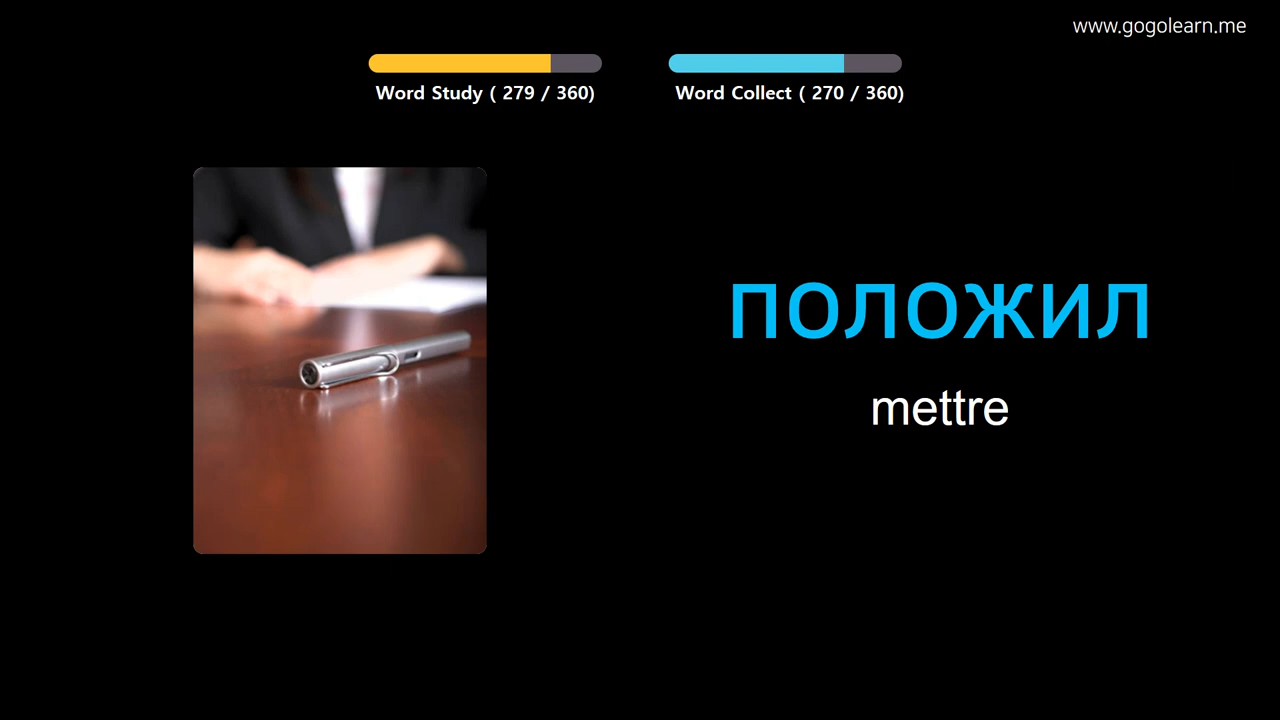 www.gogolearn.me
Word Study ( 279 / 360)
Word Collect ( 270 / 360)
положил
mettre